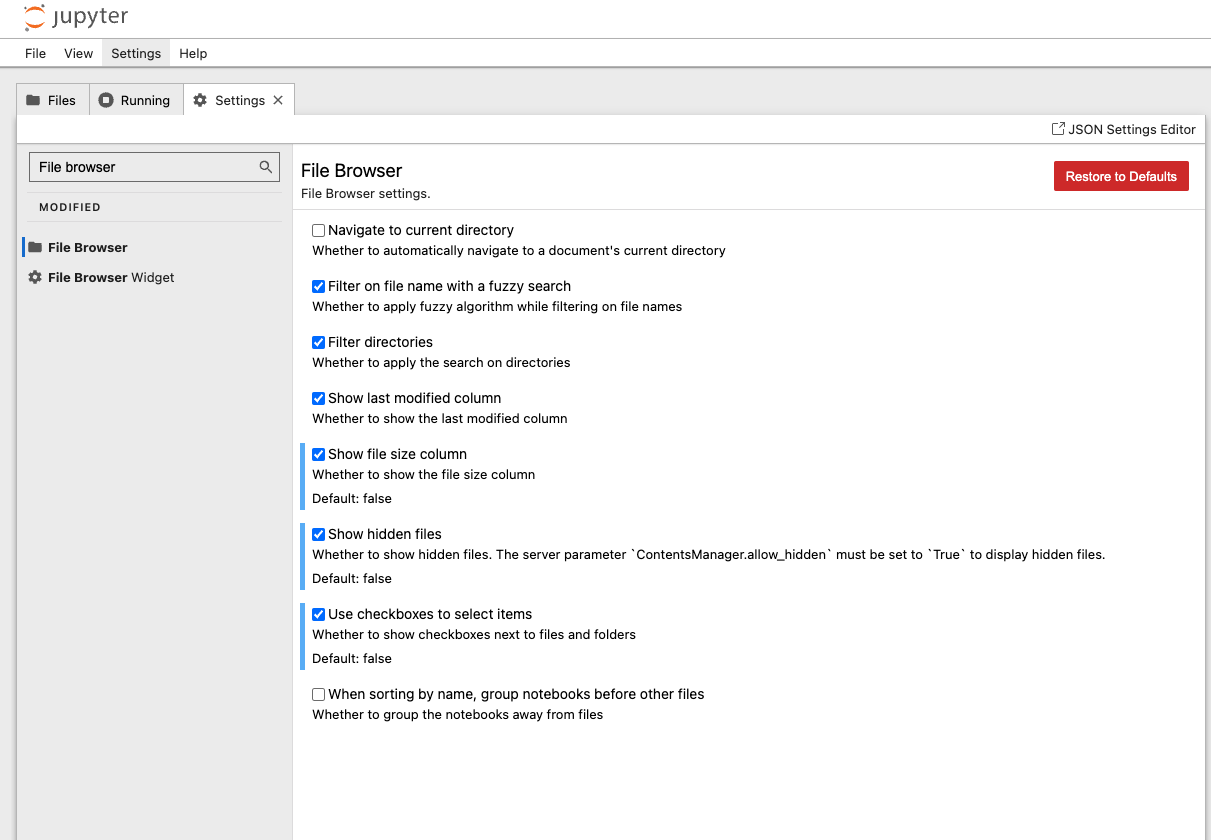 jupyter
File View Settings Help
Files Running Settings
JSON Settings Editor
File browser
MODIFIED
File Browser
File Browser Widget
File Browser
File Browser settings.
Restore to Defaults
Navigate to current directory
Whether to automatically navigate to a document's current directory
Filter on file name with a fuzzy search
Whether to apply fuzzy algorithm while filtering on file names
Filter directories
Whether to apply the search on directories
Show last modified column
Whether to show the last modified column
Show file size column
Whether to show the file size column
Default: false
Show hidden files
Whether to show hidden files. The server parameter `ContentsManager.allow_hidden` must be set to `True` to display hidden files.
Default: false
Use checkboxes to select items
Whether to show checkboxes next to files and folders
Default: false
When sorting by name, group notebooks before other files
Whether to group the notebooks away from files